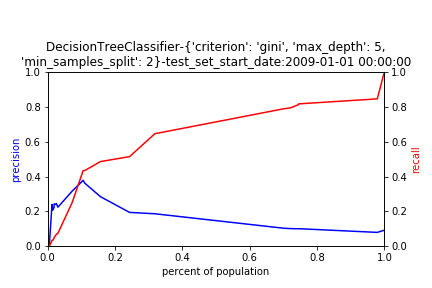 DecisionTreeClassifier-{'criterion': 'gini', 'max_depth': 5,
'min_samples_split': 2}-test_set_start_date:2009-01-01 00:00:00
1.0
0.8
0.6
0.4
0.2
0.0
precision
1.0
0.8
0.6
0.4
0.2
0.0
recall
0.0 0.2 0.4 0.6 0.8 1.0
percent of population